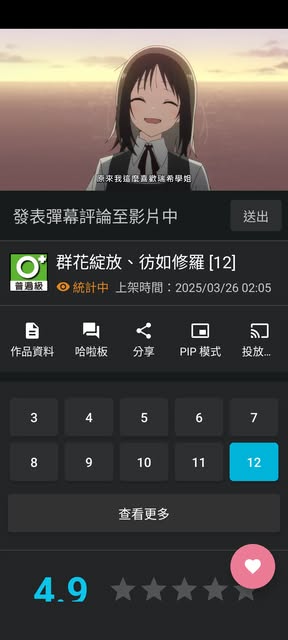 原來我這麼喜歡瑞希學姐
發表彈幕評論至影片中
送出
0+
普遍級
群花綻放、彷如修羅 [12]
統計中 上架時間：2025/03/26 02:05
作品資料
哈啦板
分享
PIP 模式
投放...
3 4 5 6 7
8 9 10 11 12
查看更多
4.9